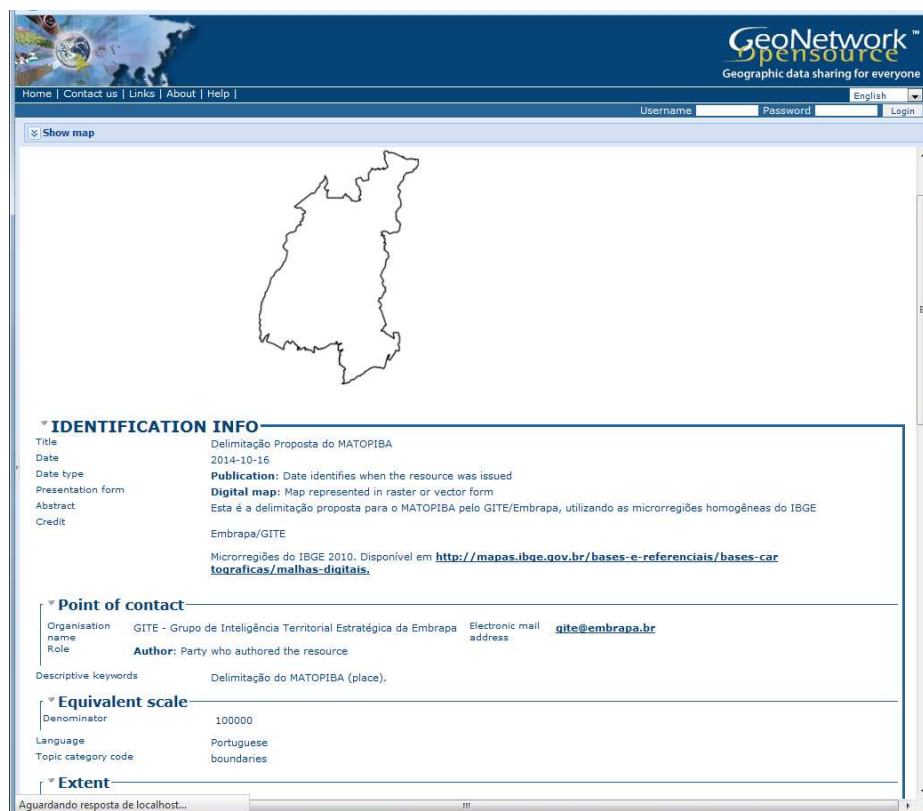 GeoNetwork™
Opensource
Geographic data sharing for everyone
Home | Contact us | Links | About | Help |
English
Username
Password
Login
Show map
IDENTIFICATION INFO
Title
Delimitação Proposta do MATOPIBA
Date
2014-10-16
Date type
Publication: Date identifies when the resource was issued
Presentation form
Digital map: Map represented in raster or vector form
Abstract
Esta é a delimitação proposta para o MATOPIBA pelo GITE/Embrapa, utilizando as microrregiões homogêneas do IBGE
Credit
Embrapa/GITE
Microrregiões do IBGE 2010. Disponível em http://mapas.ibge.gov.br/bases-e-referenciais/bases-car
tograficas/malhas-digitais.
Point of contact
Organisation
name
GITE - Grupo de Inteligência Territorial Estratégica da Embrapa
Electronic mail
address
gite@embrapa.br
Role
Author: Party who authored the resource
Descriptive keywords
Delimitação do MATOPIBA (place).
Equivalent scale
Denominator
100000
Language
Portuguese
Topic category code
boundaries
Extent
Aguardando resposta de localhost...